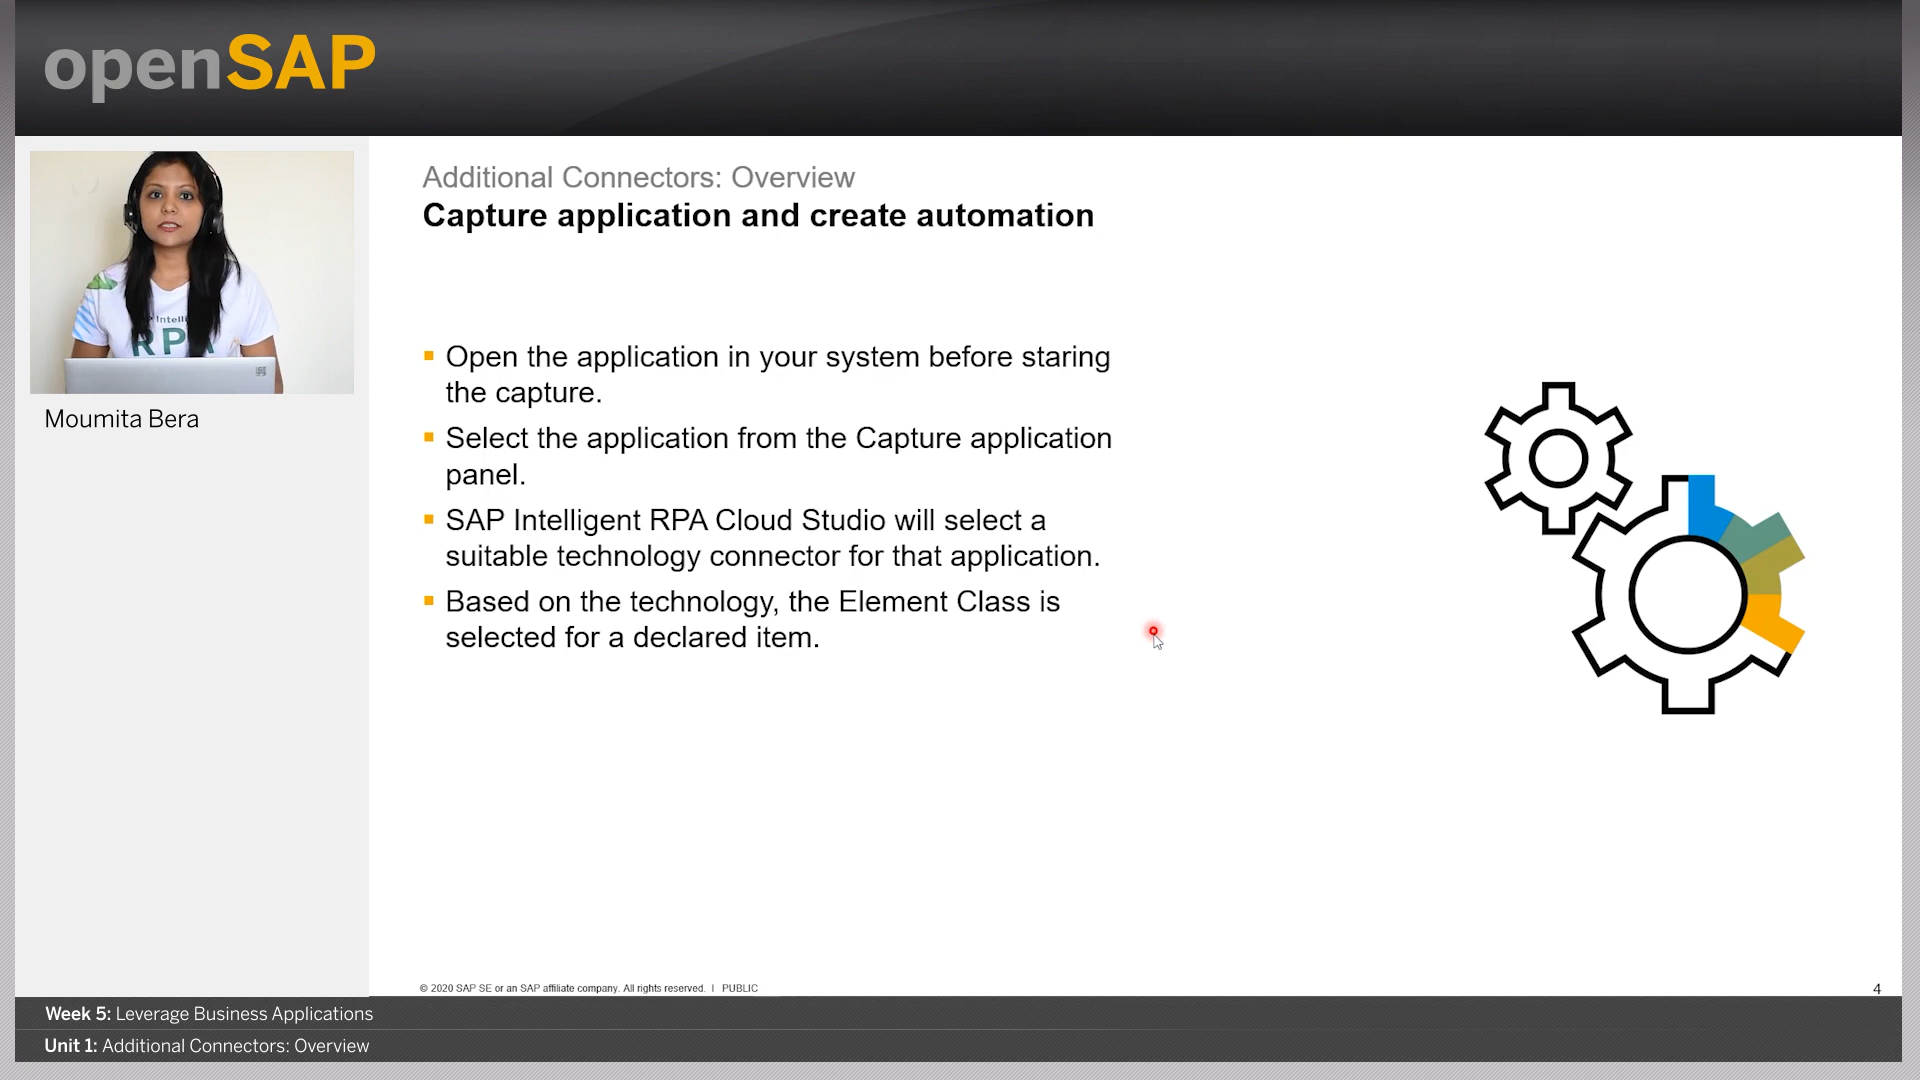 openSAP
Additional Connectors: Overview
Capture application and create automation
Intelli
RPA
Moumita Bera
Open the application in your system before staring
the capture.
Select the application from the Capture application
panel.
SAP Intelligent RPA Cloud Studio will select a
suitable technology connector for that application.
Based on the technology, the Element Class is
selected for a declared item.
© 2020 SAP SE or an SAP affiliate company. All rights reserved. | PUBLIC
4
Week 5: Leverage Business Applications
Unit 1: Additional Connectors: Overview